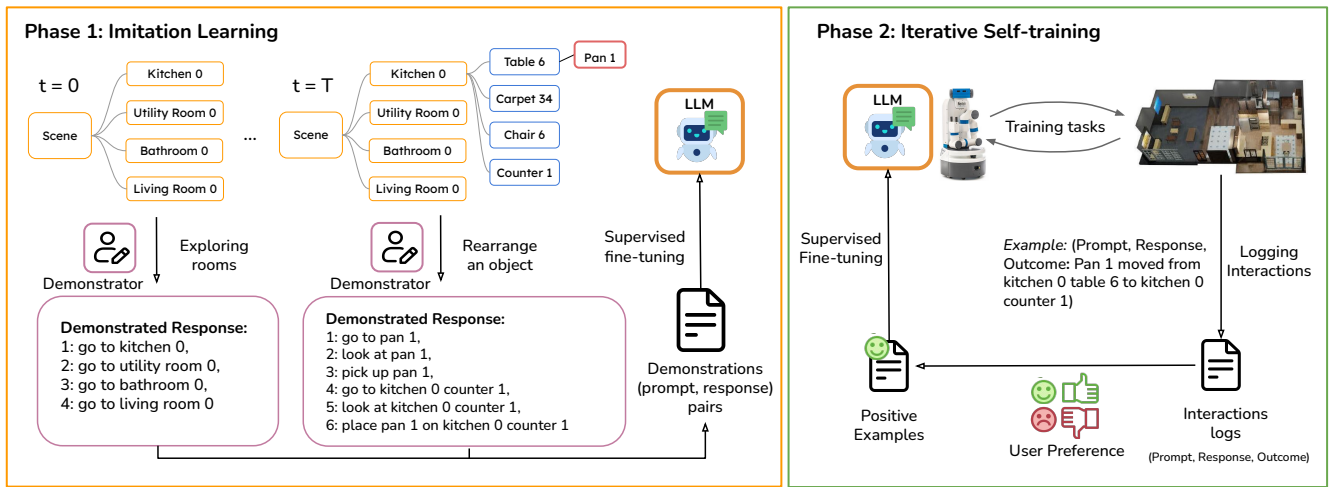 Phase 1: Imitation Learning
t = 0
Scene
Kitchen 0
Utility Room 0
Bathroom 0
Living Room 0
...
t = T
Scene
Kitchen 0
Utility Room 0
Bathroom 0
Living Room 0
Table 6
Carpet 34
Chair 6
Counter 1
Pan 1
Demonstrator
Exploring
rooms
Demonstrated Response:
1: go to kitchen 0,
2: go to utility room 0,
3: go to bathroom 0,
4: go to living room 0
Demonstrator
Rearrange
an object
Demonstrated Response:
1: go to pan 1,
2: look at pan 1,
3: pick up pan 1,
4: go to kitchen 0 counter 1,
5: look at kitchen 0 counter 1,
6: place pan 1 on kitchen 0 counter 1
LLM
Supervised
fine-tuning
Demonstrations
(prompt, response)
pairs
Phase 2: Iterative Self-training
LLM
Training tasks
Supervised
Fine-tuning
Example: (Prompt, Response,
Outcome: Pan 1 moved from
kitchen 0 table 6 to kitchen 0
counter 1)
Logging
Interactions
Positive
Examples
User Preference
Interactions
logs
(Prompt, Response, Outcome)